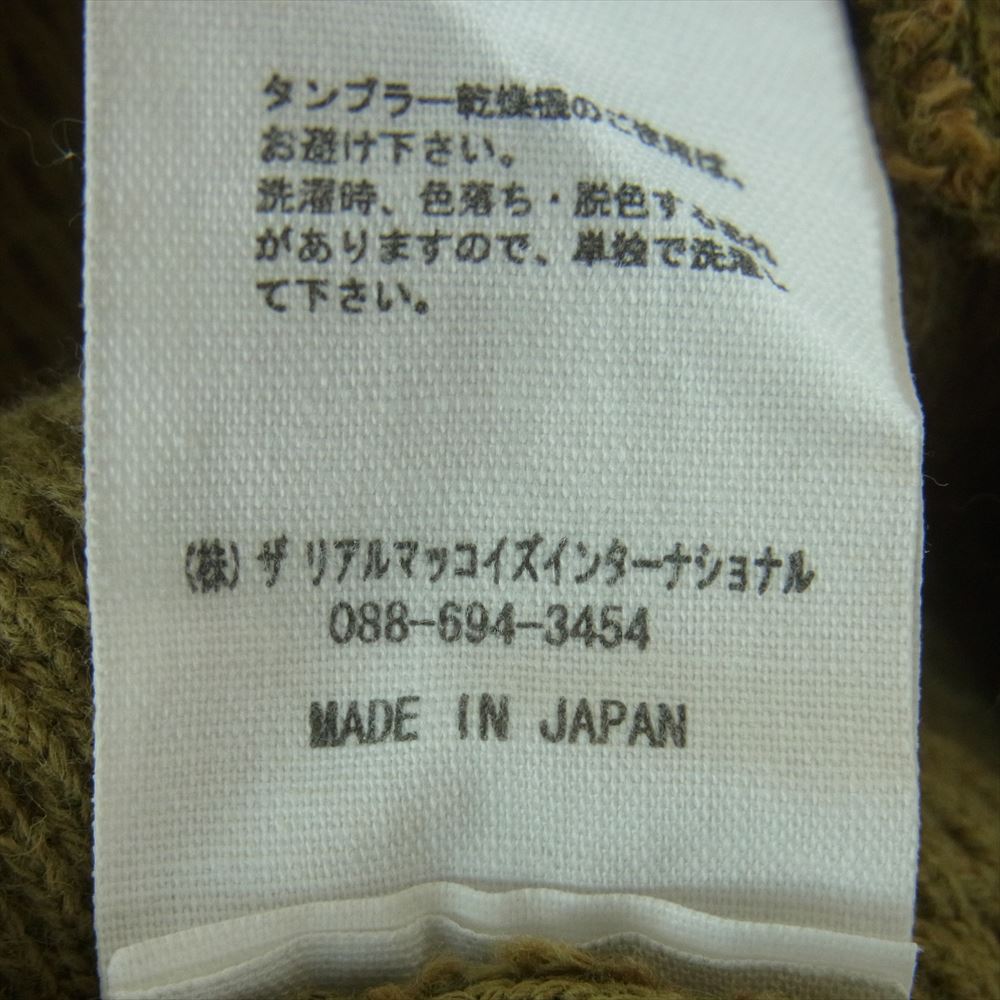 タンブラー乾燥機のご使用は、
お避け下さい。
洗濯時、色落ち・脱色する恐れ
がありますので、単独で洗濯し
て下さい。
(株) ザ リアルマッコイズインターナショナル
088-694-3454
MADE IN JAPAN